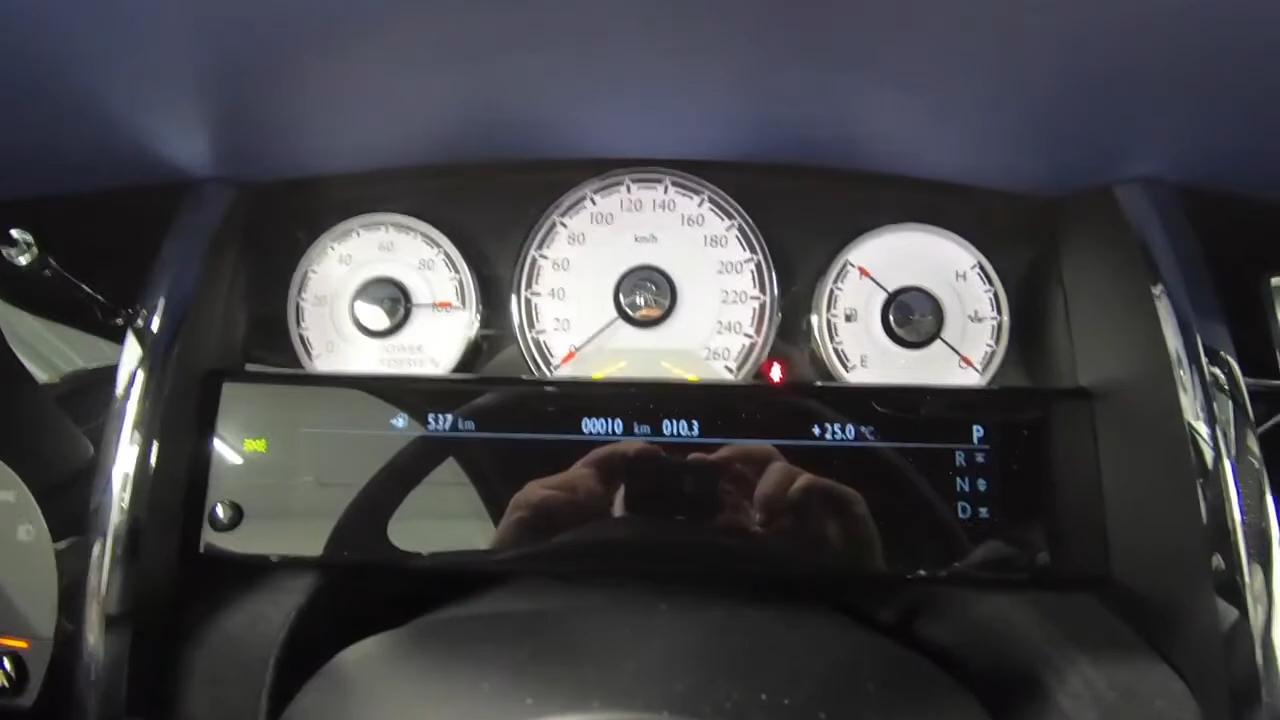 0 20 40 60 80 100
POWER
RESERVE %
0 20 40 60 80 100 120 140 160 180 200 220 240 260
km/h
H
E
C
537 km
00010 km 010.3
+25.0 °C
P
R
N
D